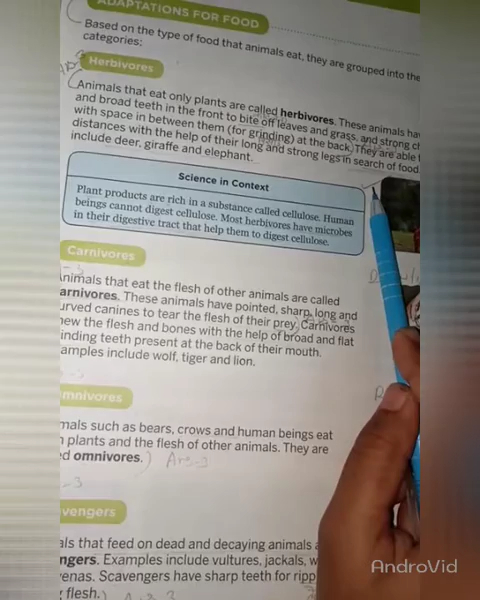 ADAPTATIONS FOR FOOD
Based on the type of food that animals eat, they are grouped into the
categories:
Herbivores
Animals that eat only plants are called herbivores. These animals
and broad teeth in the front to bite off leaves and grass, and strong
with space in between them (for grinding) at the back. They are able
distances with the help of their long and strong legs in search of food.
include deer, giraffe and elephant.
Science in Context
Plant products are rich in a substance called cellulose. Human
beings cannot digest cellulose. Most herbivores have microbes
in their digestive tract that help them to digest cellulose.
Carnivores
-3
nimals that eat the flesh of other animals are called
arnivores. These animals have pointed, sharp, long and
urved canines to tear the flesh of their prey. Carnivores
hew the flesh and bones with the help of broad and flat
inding teeth present at the back of their mouth.
amples include wolf, tiger and lion.
mnivores
mals such as bears, crows and human beings eat
plants and the flesh of other animals. They are
d omnivores.) Ans-3
-3
vengers
als that feed on dead and decaying animals
ngers. Examples include vultures, jackals,
enas. Scavengers have sharp teeth for ripp
flesh.)
AndroVid